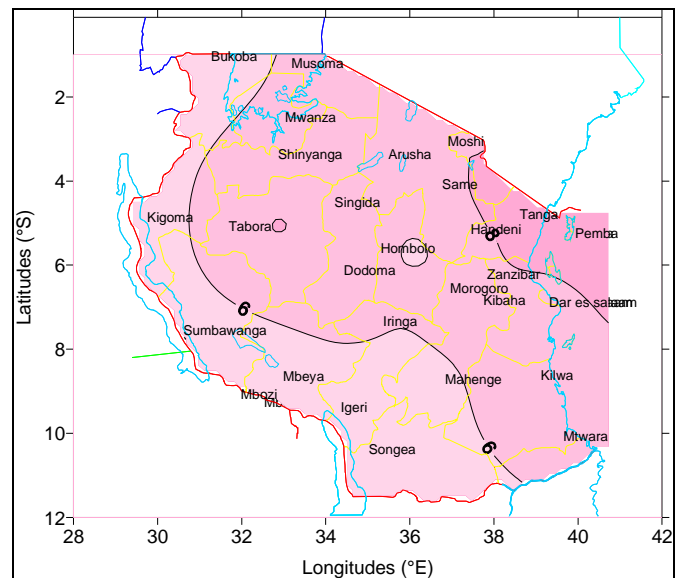 Bukoba
Musoma
2
Mwanza
Moshi
Shinyanga
Arusha
4
Same
Singida
Kigoma
Tabora
Tanga
Handeni
Pemba
8
Hombolo
6
Dodoma
Zanzibar
Morogoro
Kibaha
Dar es salaam
6
Iringa
Sumbawanga
8
Mbeya
Mahenge
Kilwa
Mbozi
Mb
Igeri
10
Songea
Mtwara
6
12
28 30 32 34 36 38 40 42
Longitudes (°E)
Latitudes (°S)